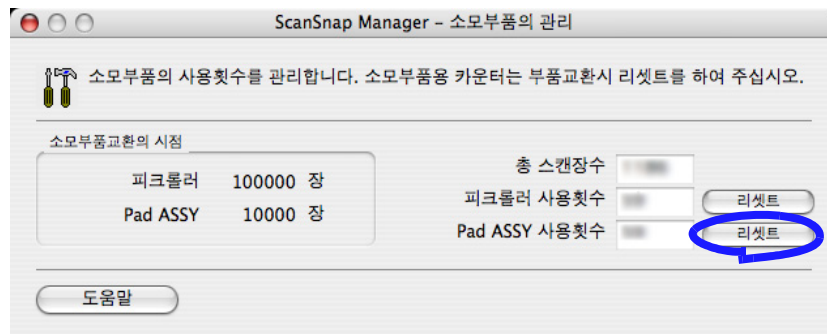 ScanSnap Manager – 소모부품의 관리
소모부품의 사용횟수를 관리합니다. 소모부품용 카운터는 부품교환시 리셋트를 하여 주십시오.
소모부품교환의 시점
피크롤러 100000 장
Pad ASSY 10000 장
총 스캔장수
피크롤러 사용횟수 리셋트
Pad ASSY 사용횟수 리셋트
도움말